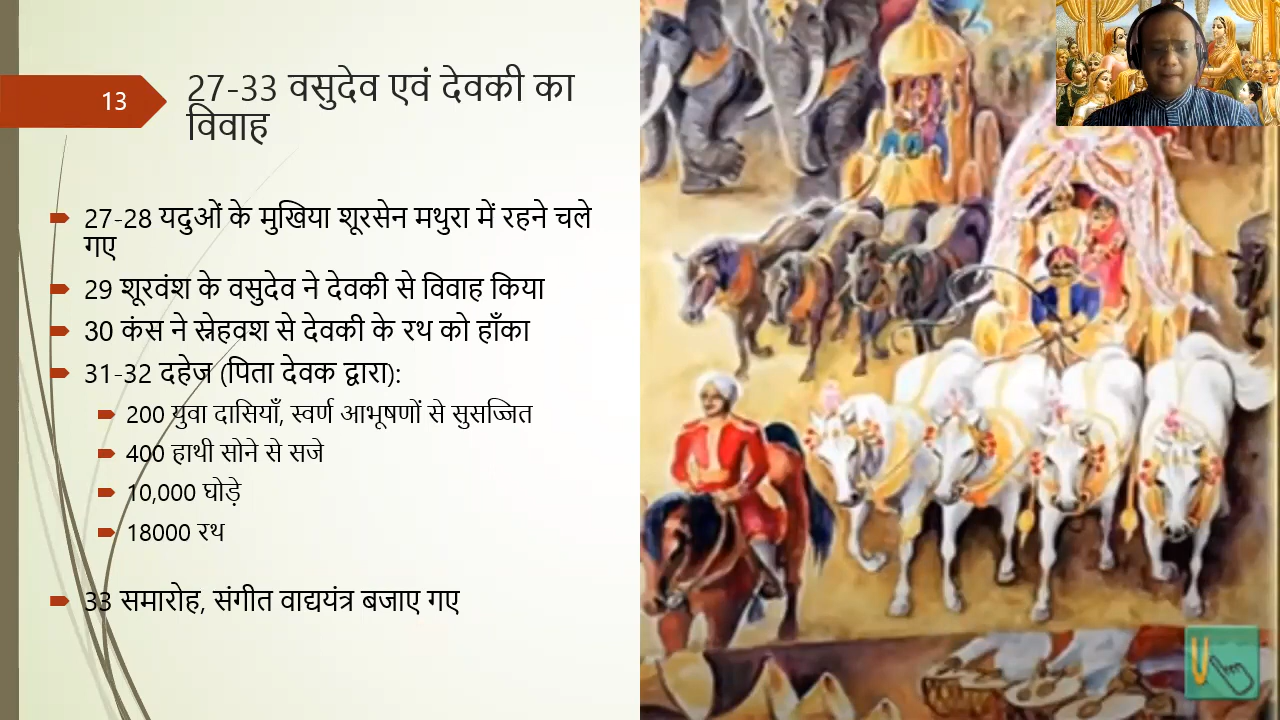 13
27-33 वसुदेव एवं देवकी का
विवाह
27-28 यदुओं के मुखिया शूरसेन मथुरा में रहने चले
गए
29 शूरवंश के वसुदेव ने देवकी से विवाह किया
30 कंस ने स्नेहवश से देवकी के रथ को हाँका
31-32 दहेज (पिता देवक द्वारा):
200 युवा दासियाँ, स्वर्ण आभूषणों से सुसज्जित
400 हाथी सोने से सजे
10,000 घोड़े
18000 रथ
33 समारोह, संगीत वाद्ययंत्र बजाए गए